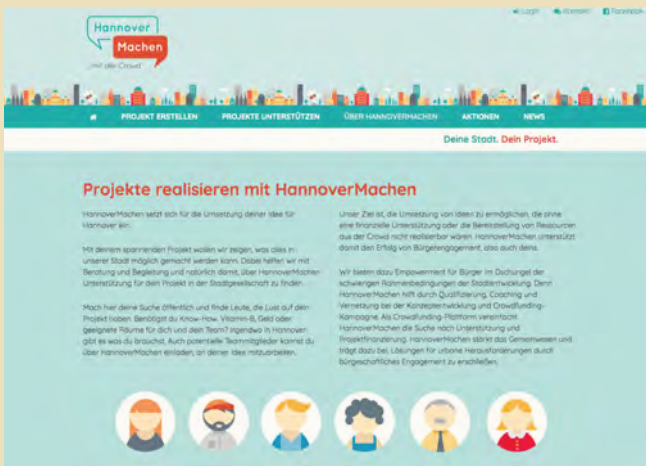 Login Kontakt Facebook
Hannover
Machen
...mit der Crowd
PROJEKT ERSTELLEN PROJEKTE UNTERSTÜTZEN ÜBER HANNOVERMACHEN AKTIONEN NEWS
Deine Stadt. Dein Projekt.
Projekte realisieren mit HannoverMachen
HannoverMachen setzt sich für die Umsetzung deiner Idee für
Hannover ein.
Mit deinem spannenden Projekt wollen wir zeigen, was alles in
unserer Stadt möglich gemacht werden kann. Dabei helfen wir mit
Beratung und Begleitung und natürlich damit, über HannoverMachen
Unterstützung für dein Projekt in der Stadtgesellschaft zu finden.
Mach hier deine Suche öffentlich und finde Leute, die Lust auf dein
Projekt haben. Benötigst du Know-How, Vitamin-B, Geld oder
geeignete Räume für dich und dein Team? Irgendwo in Hannover
gibt es was du brauchst. Auch potentielle Teammitglieder kannst du
über HannoverMachen einladen, an deiner Idee mitzuarbeiten.
Unser Ziel ist, die Umsetzung von Ideen zu ermöglichen, die ohne
eine finanzielle Unterstützung oder die Bereitstellung von Ressourcen
aus der Crowd nicht realisierbar wären. HannoverMachen unterstützt
damit den Erfolg von Bürgerengagement, also auch deins.
Wir bieten dazu Empowerment für Bürger im Dschungel der
schwierigen Rahmenbedingungen der Stadtentwicklung. Denn
HannoverMachen hilft durch Qualifizierung, Coaching und
Vernetzung bei der Konzeptentwicklung und Crowdfunding-
Kampagne. Als Crowdfunding-Plattform vereinfacht
HannoverMachen die Suche nach Unterstützung und
Projektfinanzierung. HannoverMachen stärkt das Gemeinwesen und
trägt dazu bei, Lösungen für urbane Herausforderungen durch
bürgerschaftliches Engagement zu erschließen.